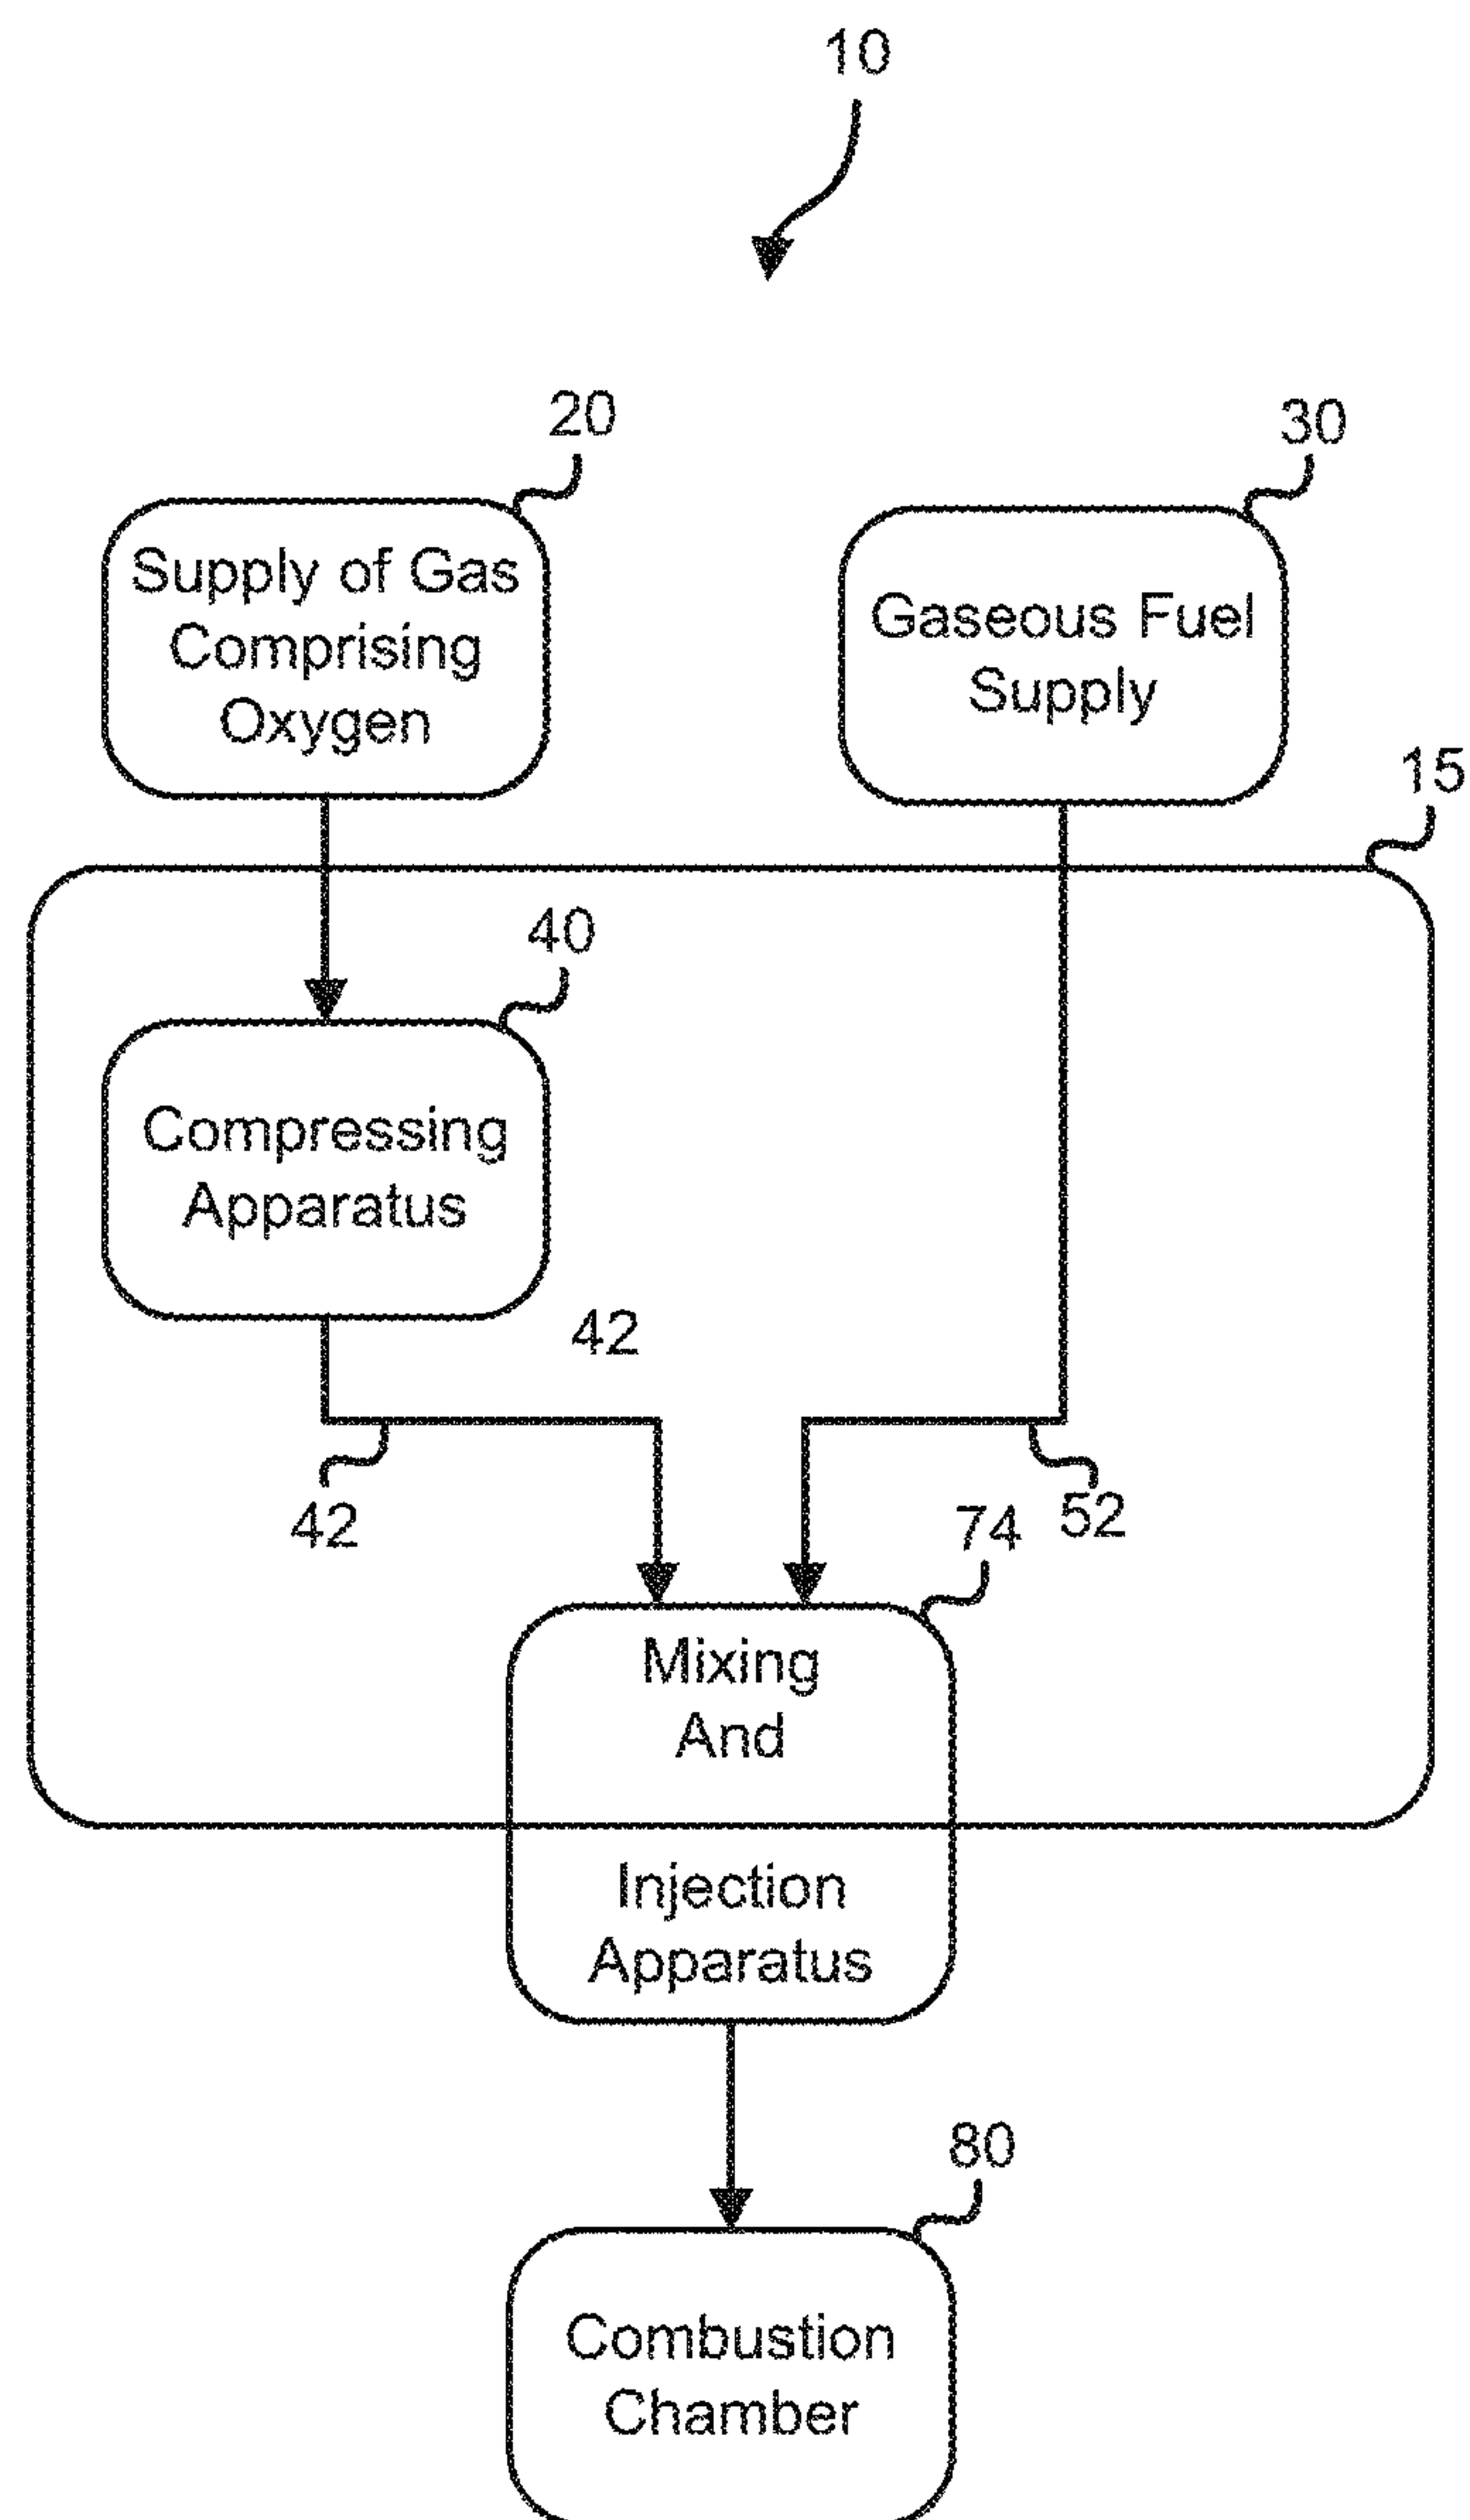 10
20
30
Supply of Gas
Comprising
Oxygen
Gaseous Fuel
Supply
15
40
Compressing
Apparatus
42
42
52
74
Mixing
And
Injection
Apparatus
80
Combustion
Chamber